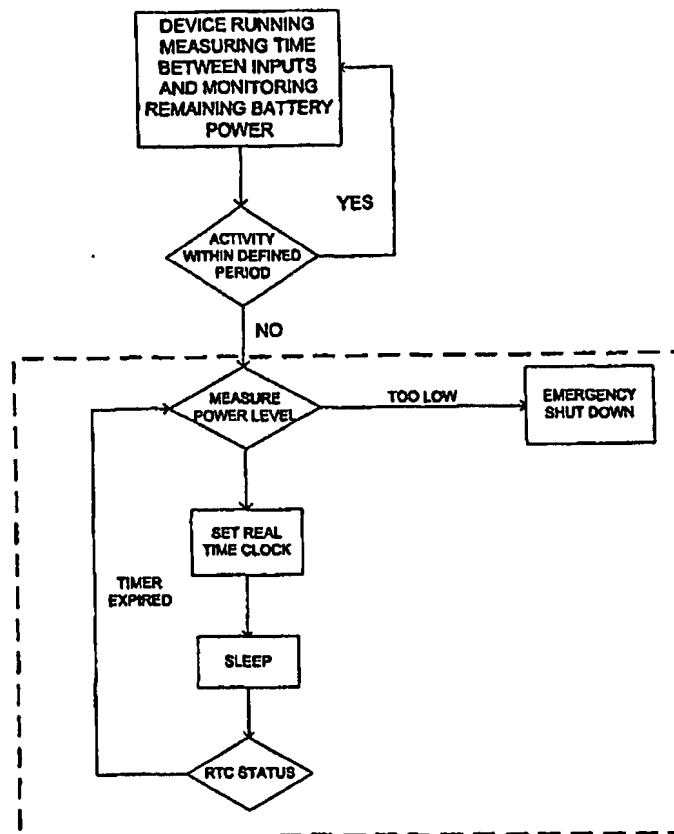 DEVICE RUNNING
MEASURING TIME
BETWEEN INPUTS
AND MONITORING
REMAINING BATTERY
POWER
YES
ACTIVITY
WITHIN DEFINED
PERIOD
NO
MEASURE
POWER LEVEL
TOO LOW
EMERGENCY
SHUT DOWN
SET REAL
TIME CLOCK
TIMER
EXPIRED
SLEEP
RTC STATUS